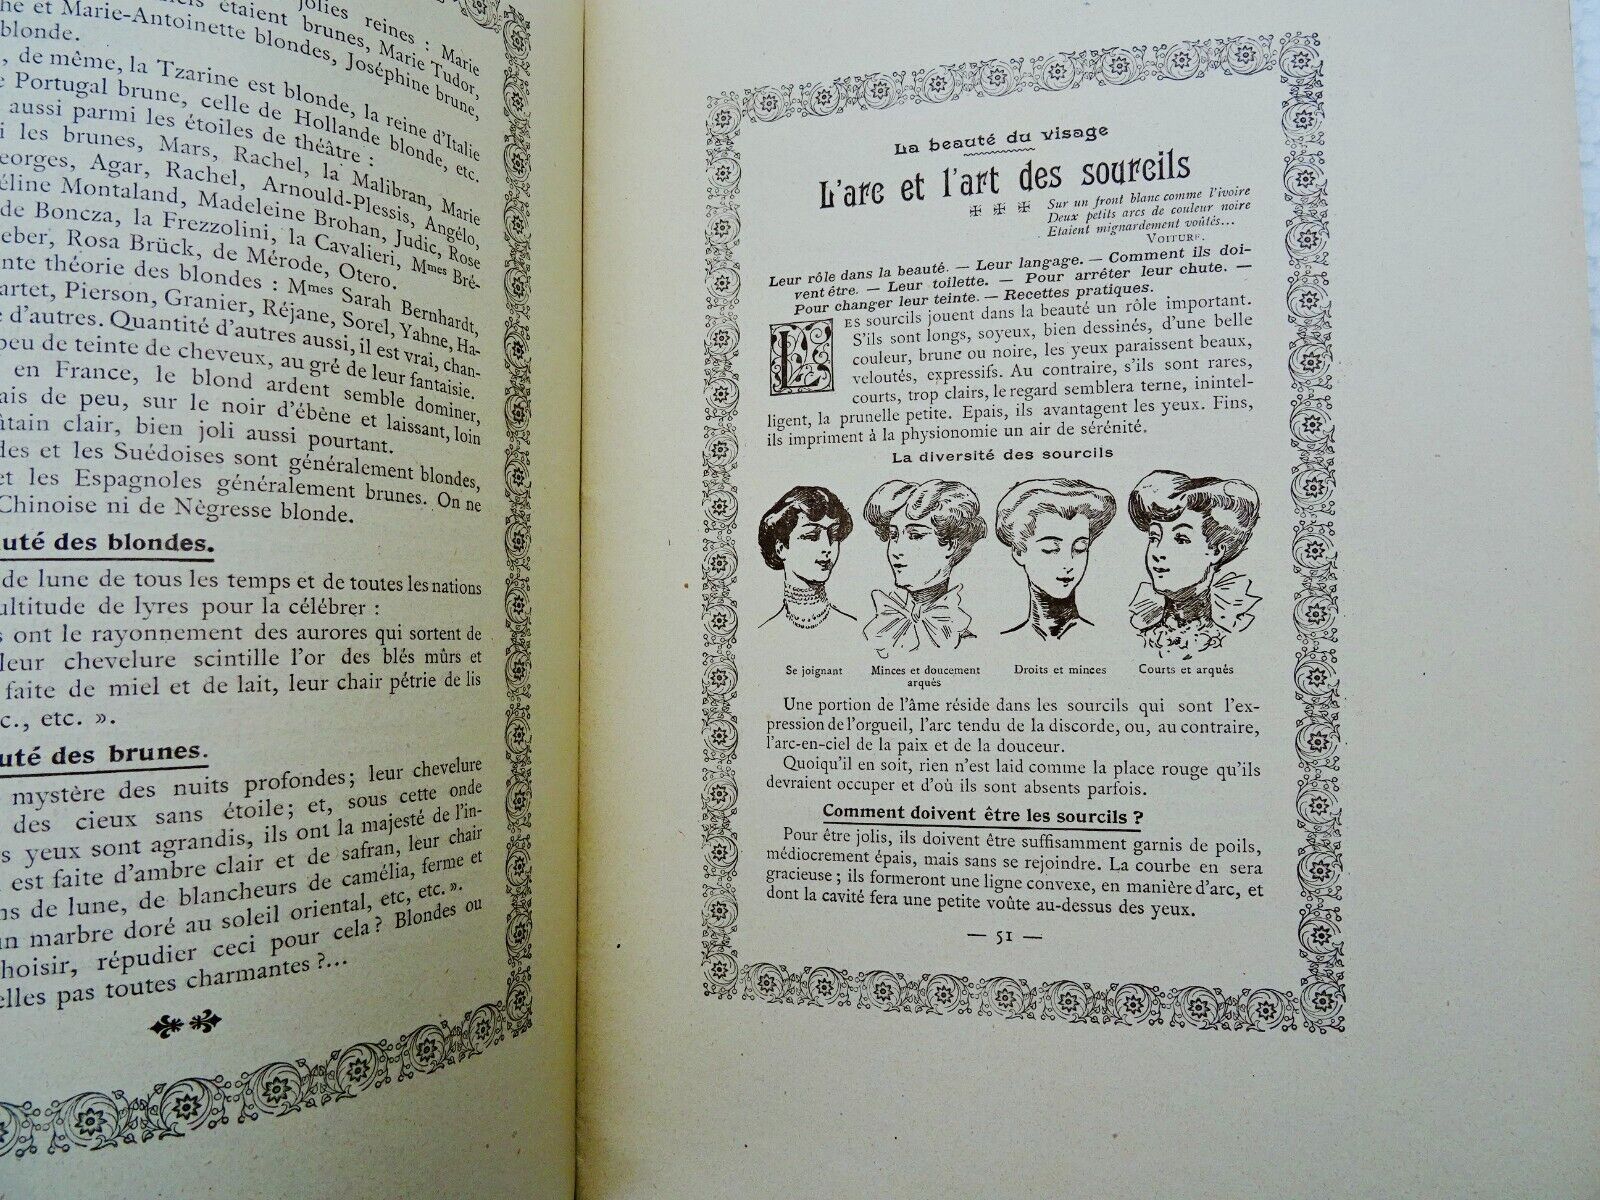 jolies reines : Marie
étaient brunes, Marie Tudor,
he et Marie-Antoinette blondes, Joséphine brune,
blonde.
, de même, la Tzarine est blonde, la reine d'Italie
e Portugal brune, celle de Hollande blonde, etc.
aussi parmi les étoiles de théâtre :
i les brunes, Mars, Rachel, la Malibran, Marie
eorges, Agar, Rachel, Arnould-Plessis, Angélo,
éline Montaland, Madeleine Brohan, Judic, Rose
de Boncza, la Frezzolini, la Cavalieri, Mmes Bré-
eber, Rosa Brück, de Mérode, Otero.
nte théorie des blondes : Mmes Sarah Bernhardt,
artet, Pierson, Granier, Réjane, Sorel, Yahne, Ha-
e d'autres. Quantité d'autres aussi, il est vrai, chan-
peu de teinte de cheveux, au gré de leur fantaisie.
en France, le blond ardent semble dominer,
ais de peu, sur le noir d'ébène et laissant, loin
âtain clair, bien joli aussi pourtant.
des et les Suédoises sont généralement blondes,
et les Espagnoles généralement brunes. On ne
Chinoise ni de Nègresse blonde.
uté des blondes.
de lune de tous les temps et de toutes les nations
ultitude de lyres pour la célébrer :
s ont le rayonnement des aurores qui sortent de
leur chevelure scintille l'or des blés mûrs et
faite de miel et de lait, leur chair pétrie de lis
c., etc. ».
uté des brunes.
mystère des nuits profondes; leur chevelure
des cieux sans étoile; et, sous cette onde
s yeux sont agrandis, ils ont la majesté de l'in-
est faite d'ambre clair et de safran, leur chair
ns de lune, de blancheurs de camélia, ferme et
un marbre doré au soleil oriental, etc, etc. ».
hoisir, répudier ceci pour cela? Blondes ou
elles pas toutes charmantes ?...
La beauté du visage
L'arc et l'art des sourcils
Sur un front blanc comme l'ivoire
Deux petits arcs de couleur noire
Etaient mignardement voûtés...
VOITURE.
Leur rôle dans la beauté. — Leur langage. — Comment ils doi-
vent être. — Leur toilette. — Pour arrêter leur chute. —
Pour changer leur teinte. — Recettes pratiques.
LES sourcils jouent dans la beauté un rôle important.
S'ils sont longs, soyeux, bien dessinés, d'une belle
couleur, brune ou noire, les yeux paraissent beaux,
veloutés, expressifs. Au contraire, s'ils sont rares,
courts, trop clairs, le regard semblera terne, inintel-
ligent, la prunelle petite. Epais, ils avantagent les yeux. Fins,
ils impriment à la physionomie un air de sérénité.
La diversité des sourcils
Se joignant
Minces et doucement
arqués
Droits et minces
Courts et arqués
Une portion de l'âme réside dans les sourcils qui sont l'ex-
pression de l'orgueil, l'arc tendu de la discorde, ou, au contraire,
l'arc-en-ciel de la paix et de la douceur.
Quoiqu'il en soit, rien n'est laid comme la place rouge qu'ils
devraient occuper et d'où ils sont absents parfois.
Comment doivent être les sourcils ?
Pour être jolis, ils doivent être suffisamment garnis de poils,
médiocrement épais, mais sans se rejoindre. La courbe en sera
gracieuse ; ils formeront une ligne convexe, en manière d'arc, et
dont la cavité fera une petite voûte au-dessus des yeux.
— 51 —